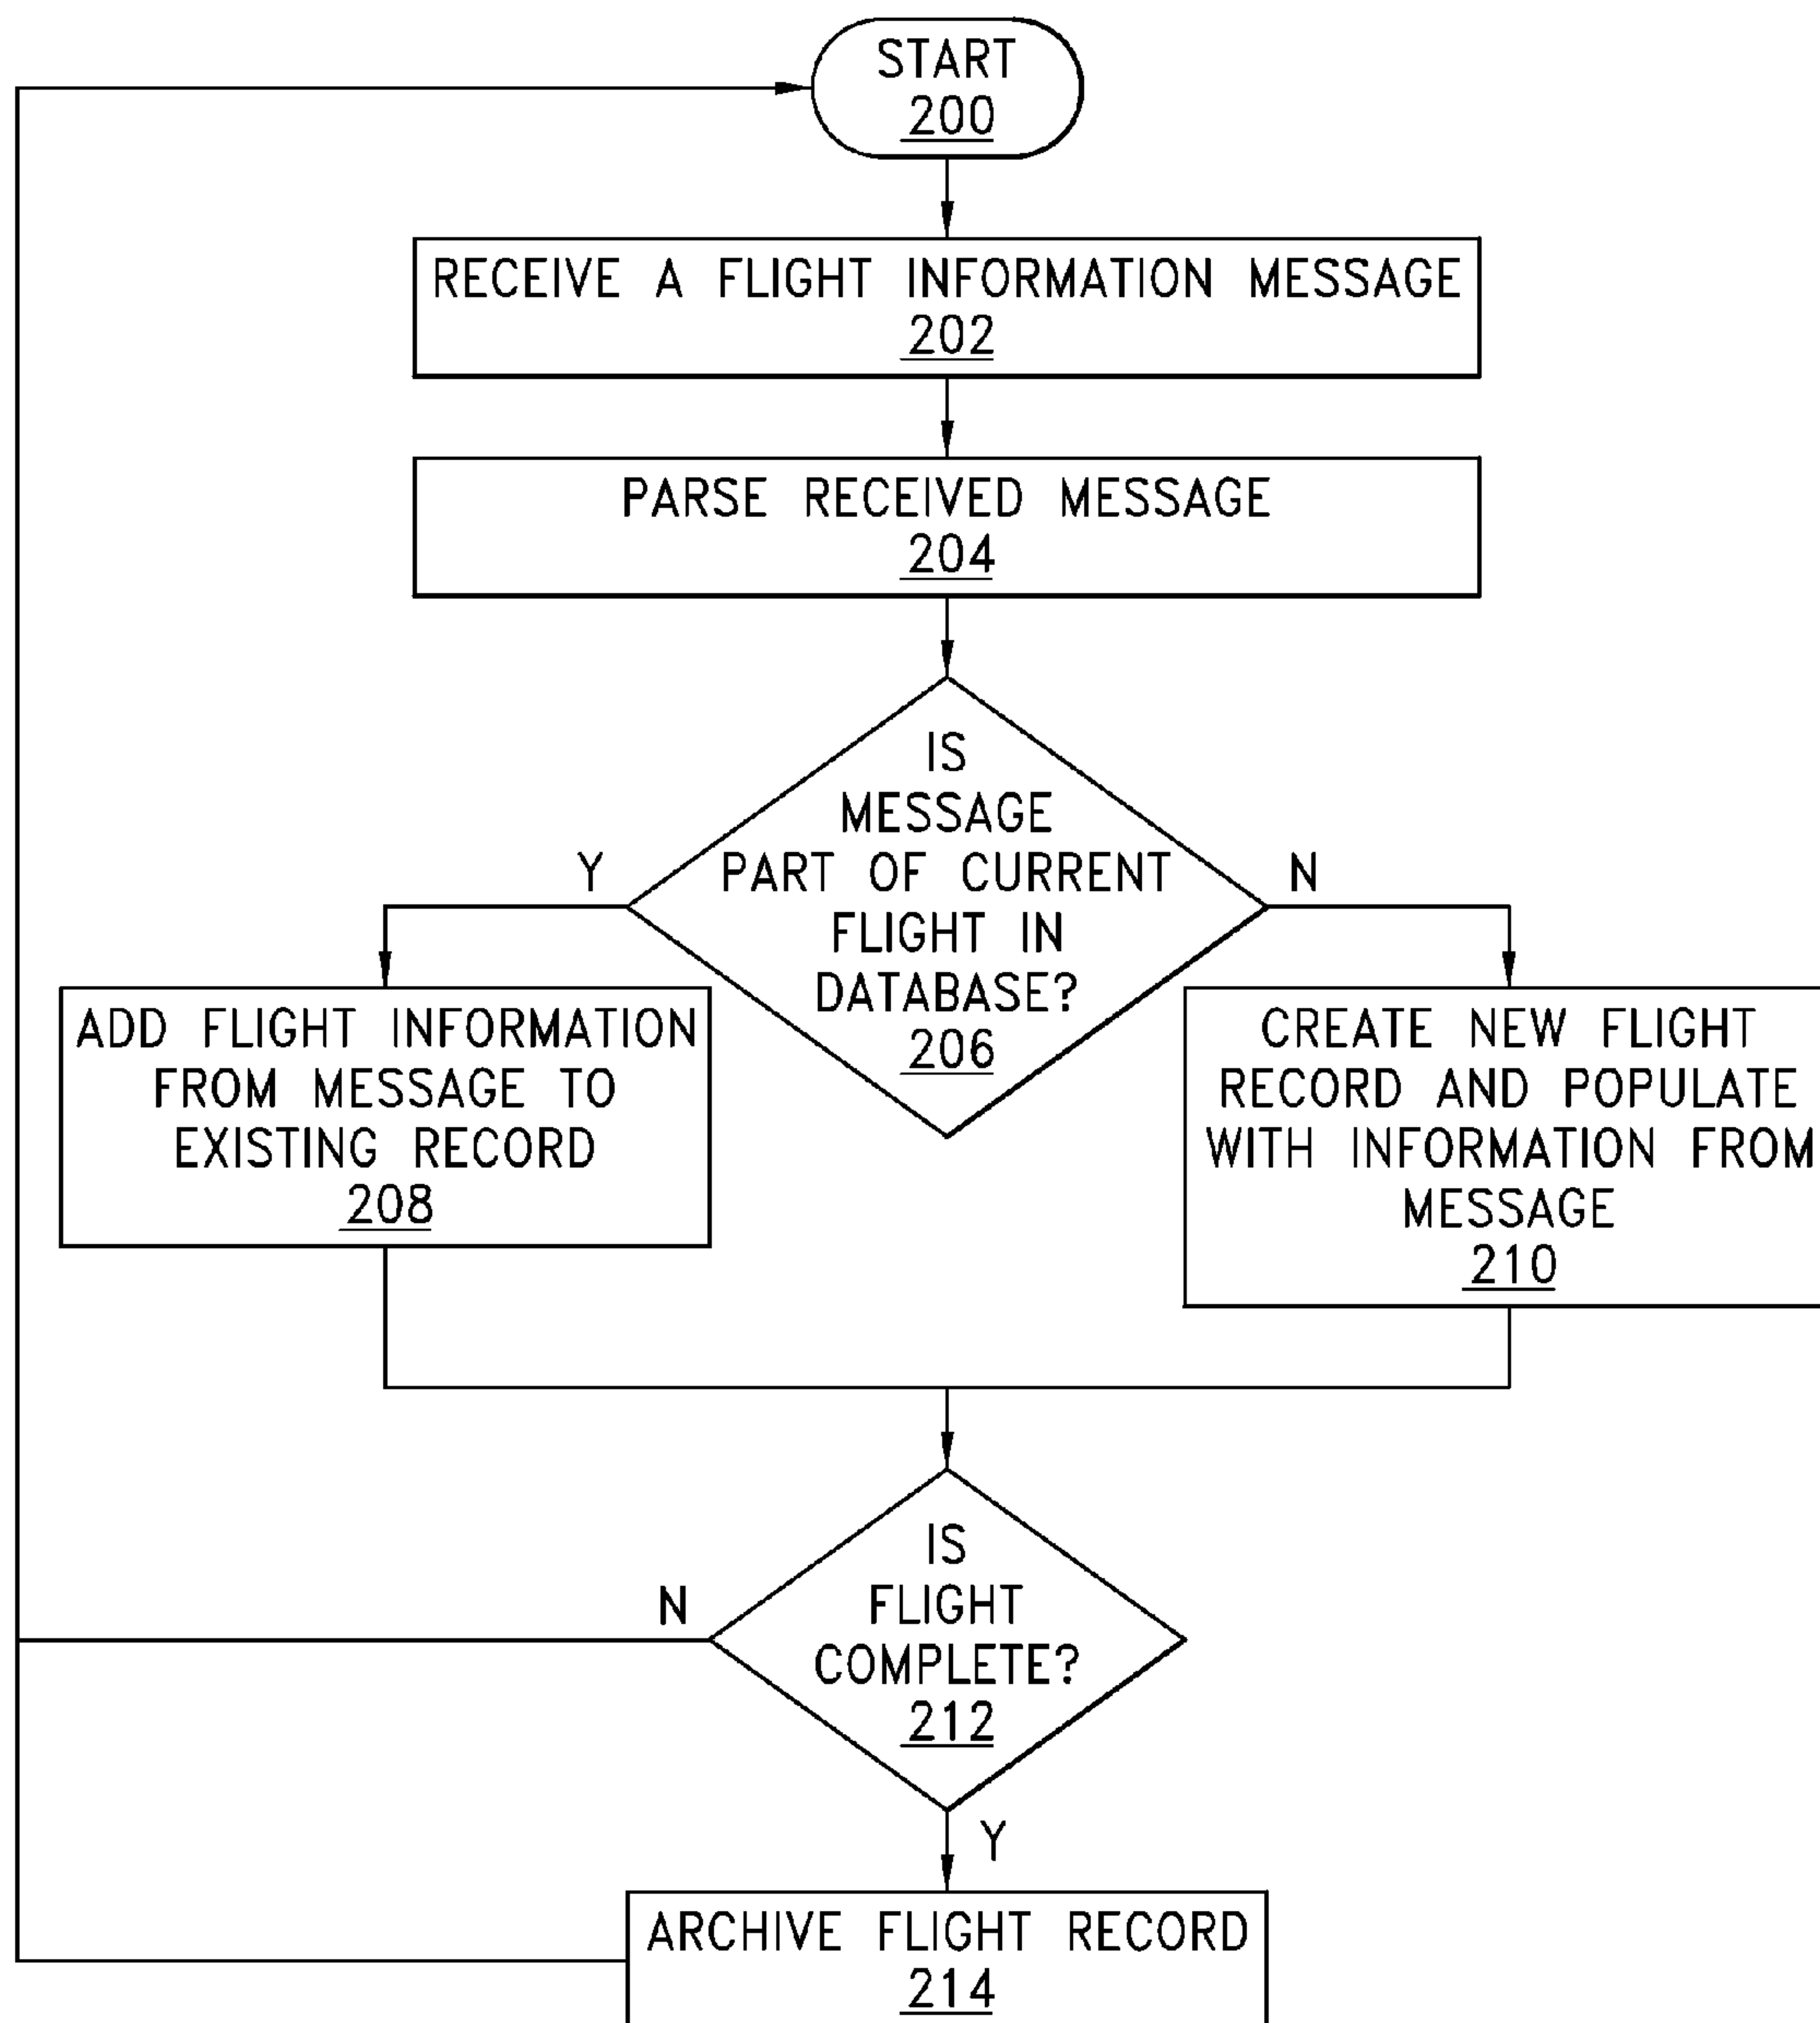 START
200
RECEIVE A FLIGHT INFORMATION MESSAGE
202
PARSE RECEIVED MESSAGE
204
IS
MESSAGE
PART OF CURRENT
FLIGHT IN
DATABASE?
206
Y
N
ADD FLIGHT INFORMATION
FROM MESSAGE TO
EXISTING RECORD
208
CREATE NEW FLIGHT
RECORD AND POPULATE
WITH INFORMATION FROM
MESSAGE
210
IS
FLIGHT
COMPLETE?
212
N
Y
ARCHIVE FLIGHT RECORD
214